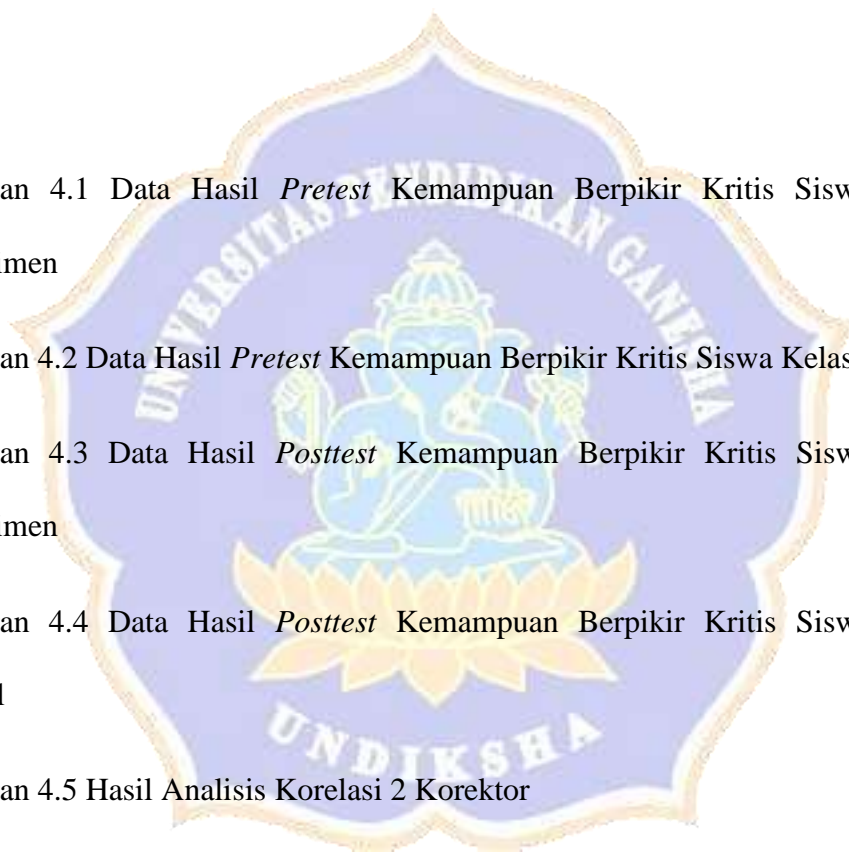 an 4.1 Data Hasil Pretest Kemampuan Berpikir Kritis Sisw
imen
an 4.2 Data Hasil Pretest Kemampuan Berpikir Kritis Siswa Kelas
an 4.3 Data Hasil Posttest Kemampuan Berpikir Kritis Sisw
imen
an 4.4 Data Hasil Posttest Kemampuan Berpikir Kritis Sisw
l
an 4.5 Hasil Analisis Korelasi 2 Korektor
UNIVERSITAS PENDIDIKAN GANESHA
UNDIKSHA